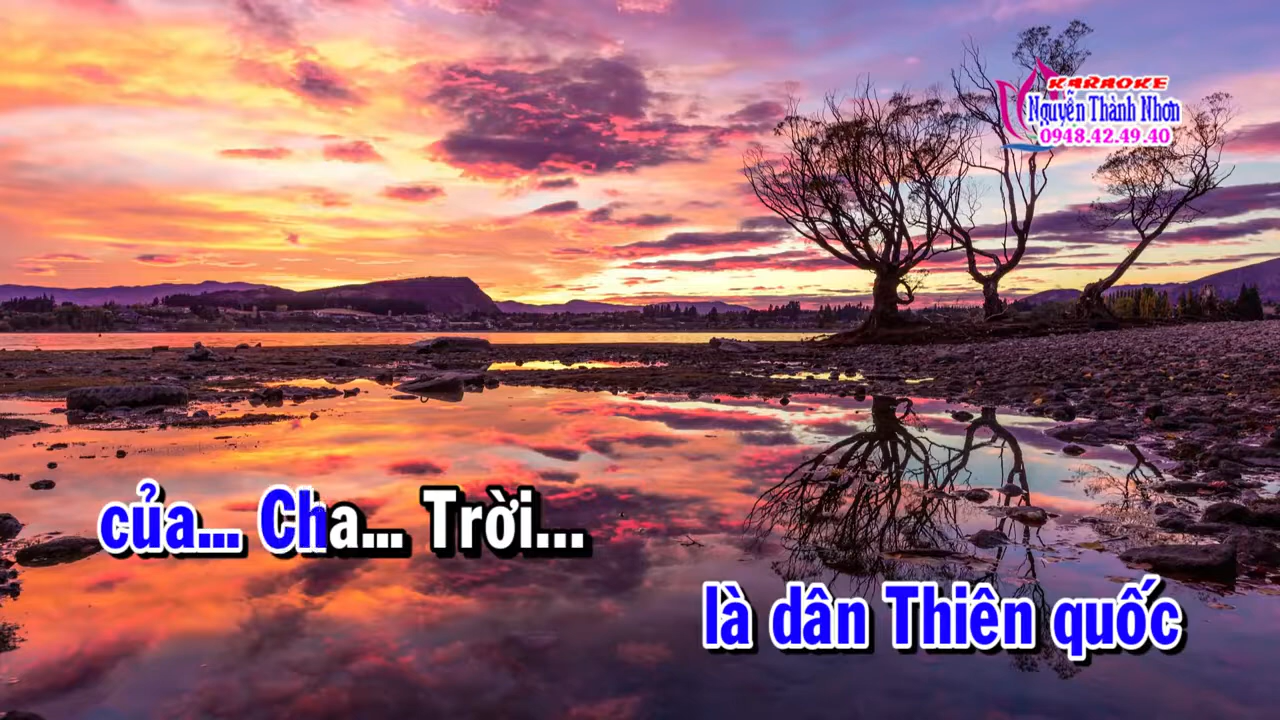 KARAOKE
Nguyễn Thành Nhơn
0948.42.49.40
của... Cha... Trời...
là dân Thiên quốc